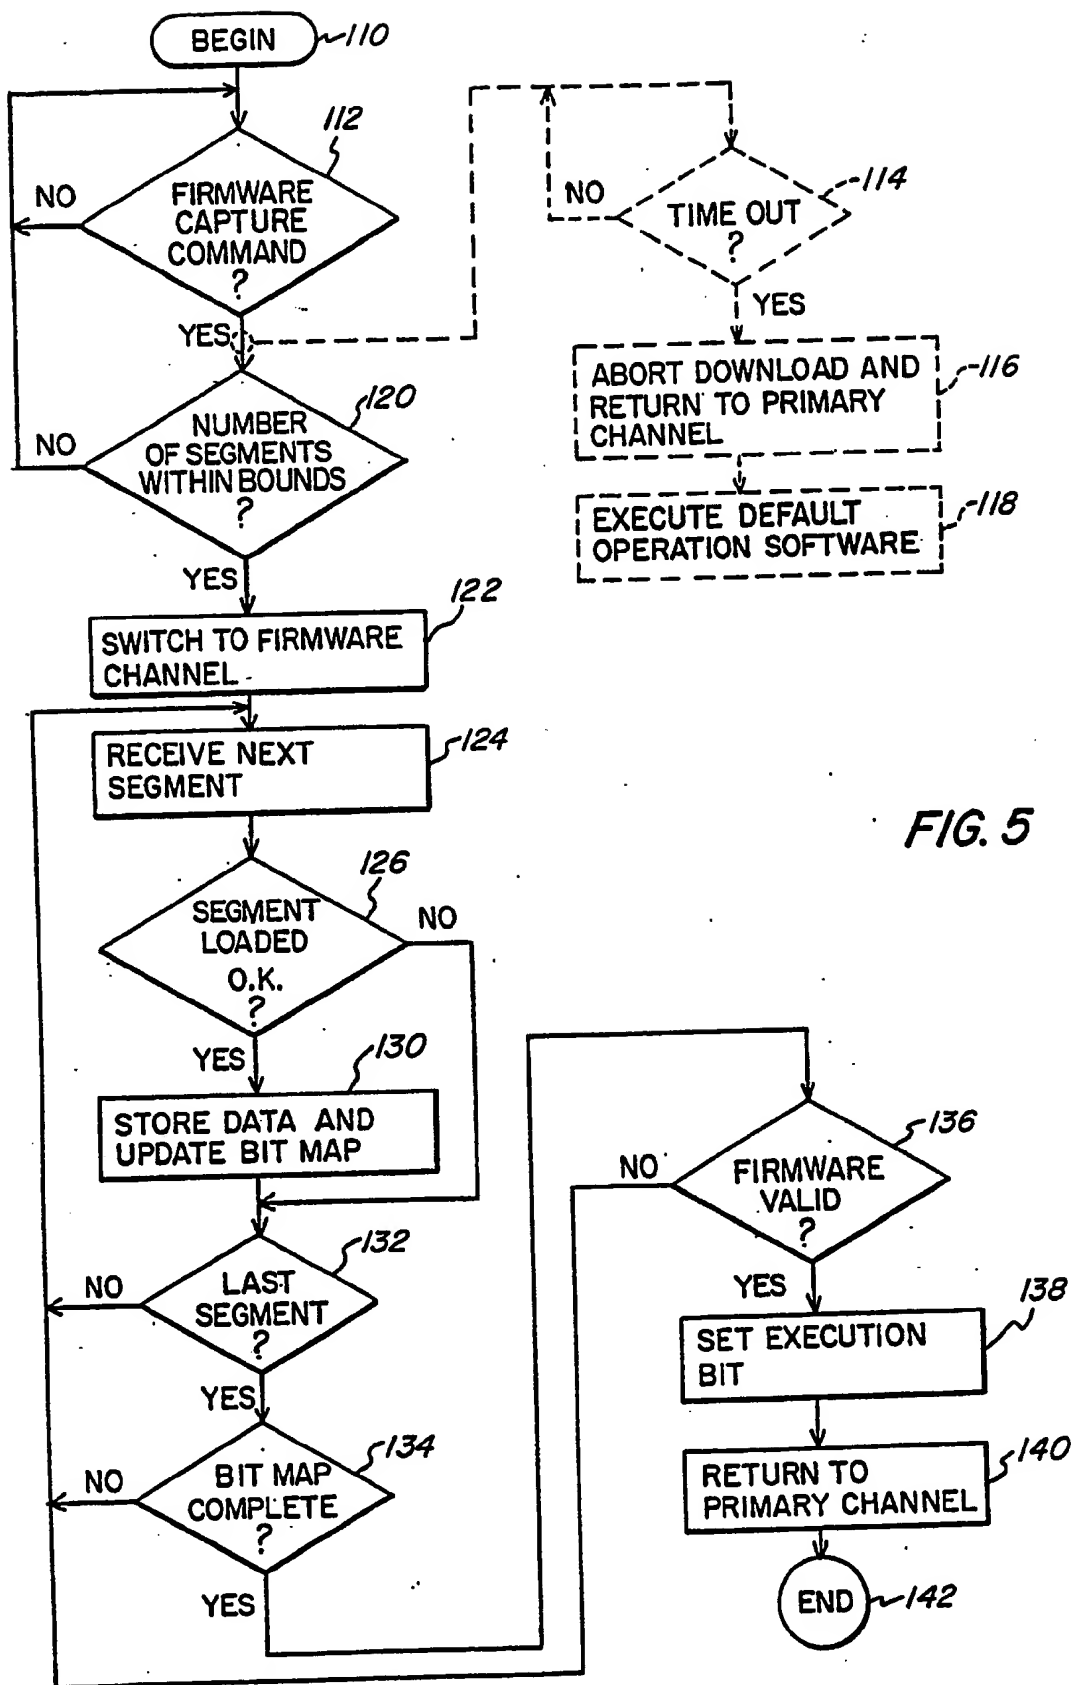 BEGIN
110
112
NO
FIRMWARE
CAPTURE
COMMAND
?
YES
114
NO
TIME OUT
?
YES
ABORT DOWNLOAD AND
RETURN TO PRIMARY
CHANNEL
116
EXECUTE DEFAULT
OPERATION SOFTWARE
118
120
NO
NUMBER
OF SEGMENTS
WITHIN BOUNDS
?
YES
122
SWITCH TO FIRMWARE
CHANNEL
RECEIVE NEXT
SEGMENT
124
FIG. 5
126
SEGMENT
LOADED
O.K.
?
NO
YES
130
STORE DATA AND
UPDATE BIT MAP
132
NO
LAST
SEGMENT
?
YES
134
NO
BIT MAP
COMPLETE
?
YES
136
NO
FIRMWARE
VALID
?
YES
138
SET EXECUTION
BIT
140
RETURN TO
PRIMARY CHANNEL
END
142